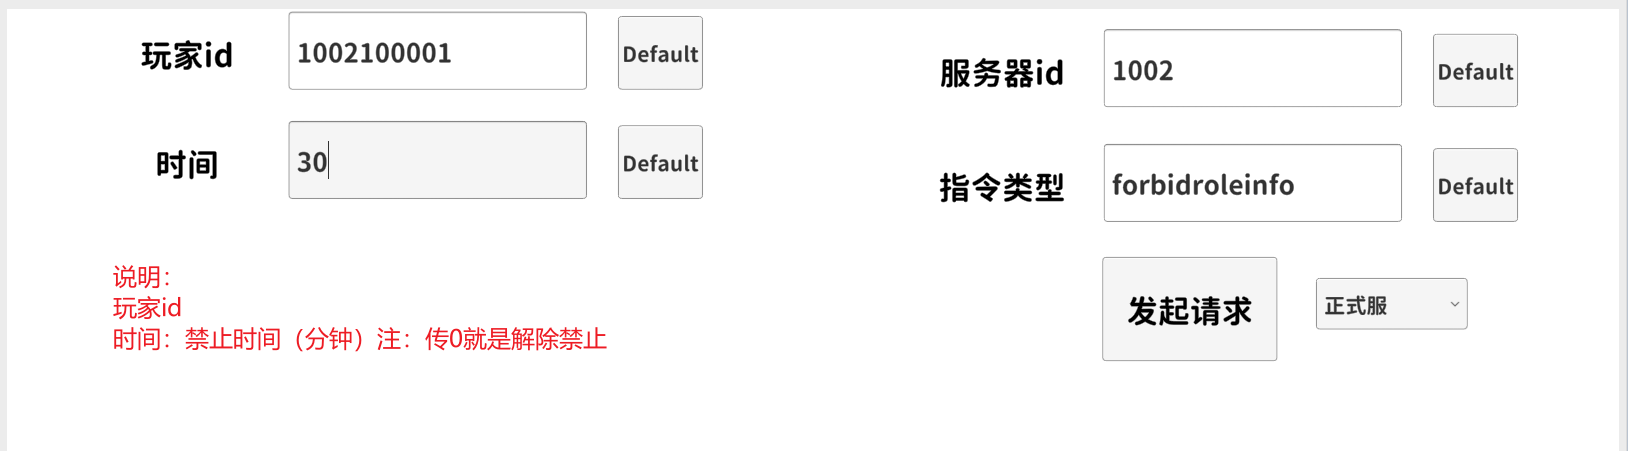 玩家id
1002100001
Default
服务器id
1002
Default
时间
30
Default
指令类型
forbidroleinfo
Default
说明：
玩家id
时间：禁止时间（分钟）注：传0就是解除禁止
发起请求
正式服